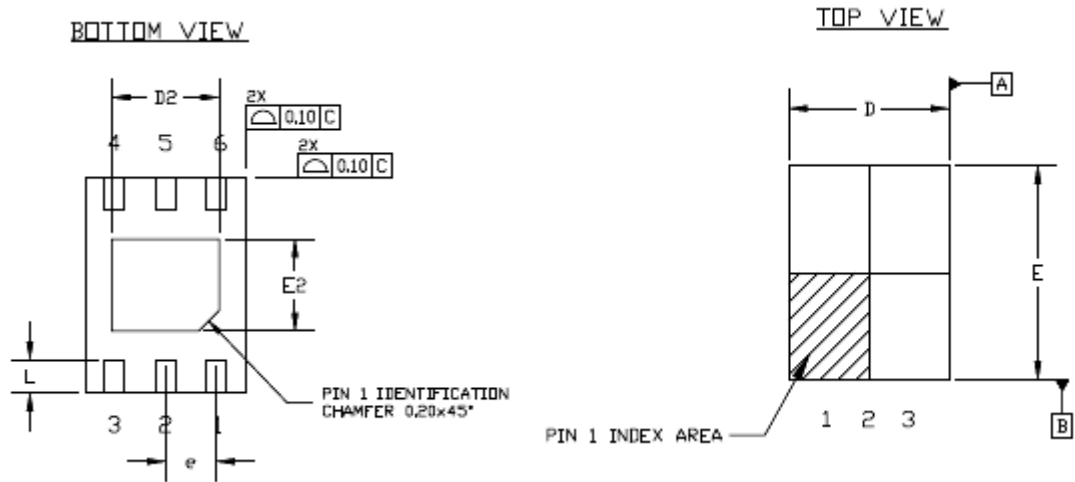 BOTTOM VIEW
D2
2X
⌓ 0.10 C
2X
⌓ 0.10 C
4 5 6
E2
L
PIN 1 IDENTIFICATION
CHAMFER 0.20x45°
3 2 1
e
TOP VIEW
A
D
E
1 2 3
PIN 1 INDEX AREA
B